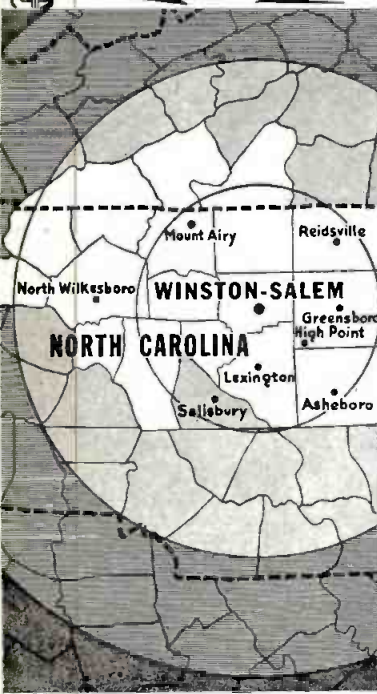 Mount Airy
Reidsville
North Wilkesboro
WINSTON-SALEM
Greensboro
High Point
NORTH CAROLINA
Lexington
Salisbury
Asheboro